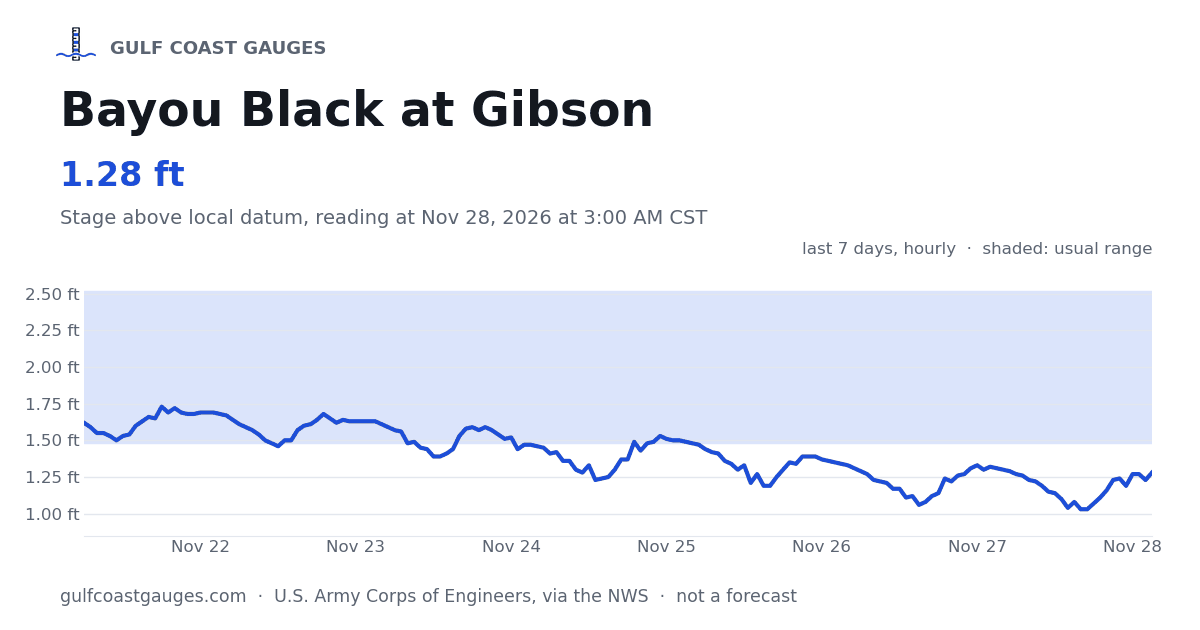 GULF COAST GAUGES
Bayou Black at Gibson
1.28 ft
Stage above local datum, reading at Nov 28, 2026 at 3:00 AM CST
last 7 days, hourly · shaded: usual range
2.50 ft
2.25 ft
2.00 ft
1.75 ft
1.50 ft
1.25 ft
1.00 ft
Nov 22 Nov 23 Nov 24 Nov 25 Nov 26 Nov 27 Nov 28
gulfcoastgauges.com · U.S. Army Corps of Engineers, via the NWS · not a forecast